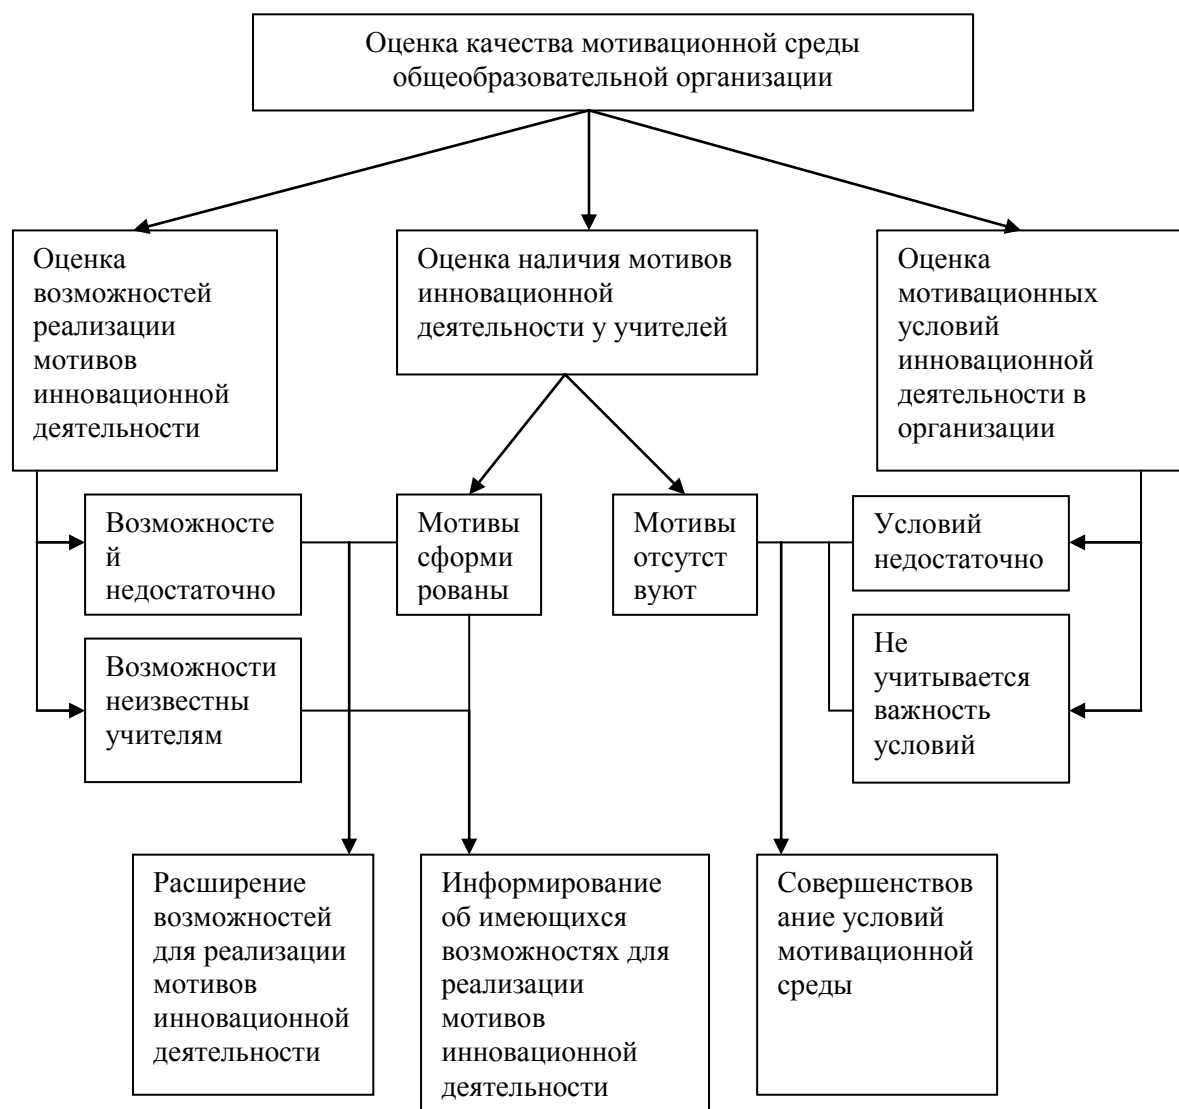 Оценка качества мотивационной среды
общеобразовательной организации
Оценка
возможностей
реализации
мотивов
инновационной
деятельности
Оценка наличия мотивов
инновационной
деятельности у учителей
Оценка
мотивационных
условий
инновационной
деятельности в
организации
Возможносте
й
недостаточно
Мотивы
сформи
рованы
Мотивы
отсутст
вуют
Условий
недостаточно
Возможности
неизвестны
учителям
Не
учитывается
важность
условий
Расширение
возможностей
для реализации
мотивов
инновационной
деятельности
Информирование
об имеющихся
возможностях для
реализации
мотивов
инновационной
деятельности
Совершенствов
ание условий
мотивационной
среды